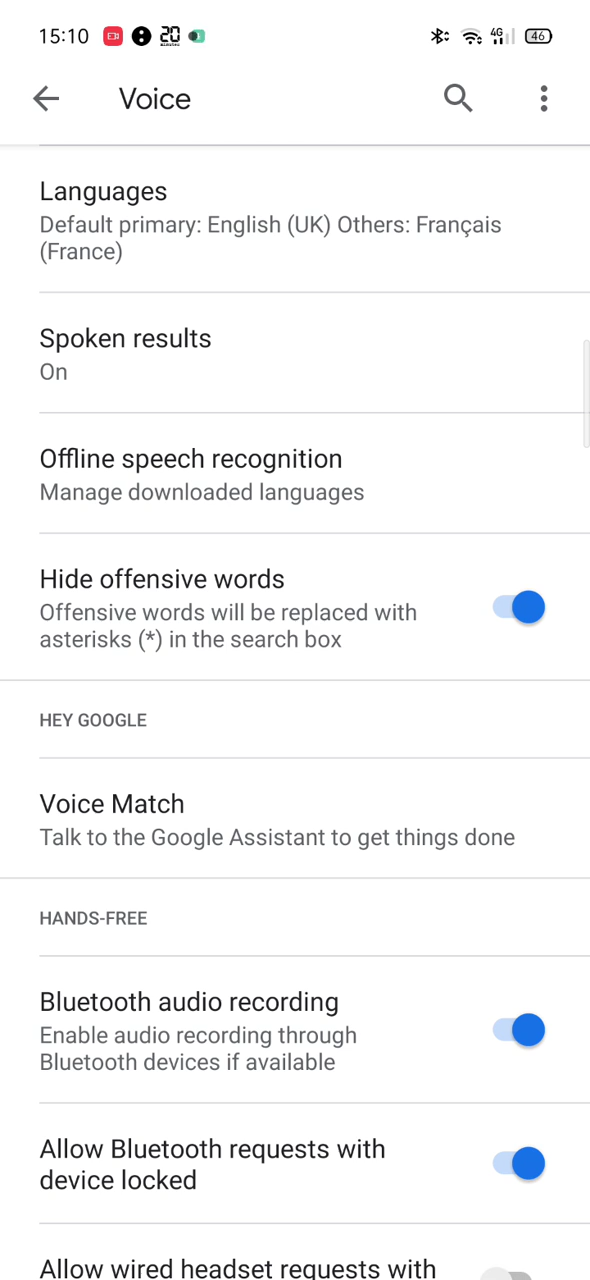 15:10 20 4G 46
minutes
Voice
Languages
Default primary: English (UK) Others: Français
(France)
Spoken results
On
Offline speech recognition
Manage downloaded languages
Hide offensive words
Offensive words will be replaced with
asterisks (*) in the search box
HEY GOOGLE
Voice Match
Talk to the Google Assistant to get things done
HANDS-FREE
Bluetooth audio recording
Enable audio recording through
Bluetooth devices if available
Allow Bluetooth requests with
device locked
Allow wired headset requests with